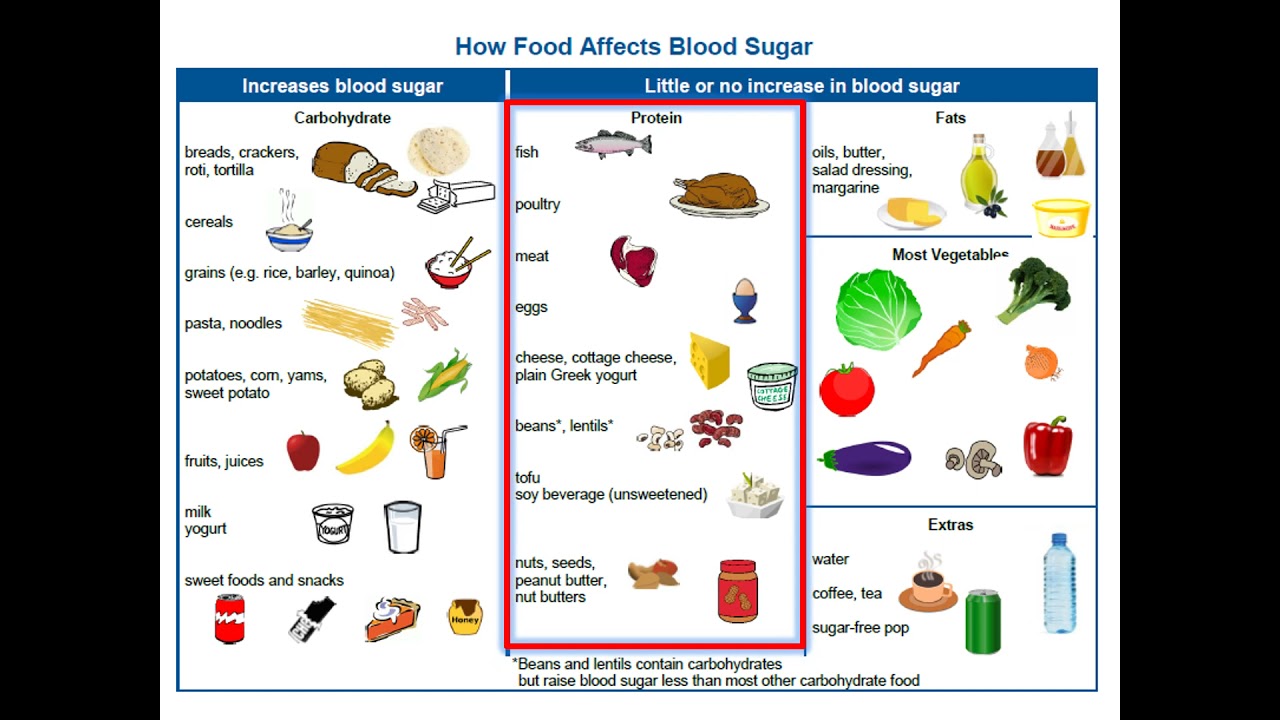 How Food Affects Blood Sugar
Increases blood sugar
Little or no increase in blood sugar
Carbohydrate
breads, crackers,
roti, tortilla
cereals
grains (e.g. rice, barley, quinoa)
pasta, noodles
potatoes, corn, yams,
sweet potato
fruits, juices
milk
yogurt
YOGURT
sweet foods and snacks
Honey
Protein
fish
poultry
meat
eggs
cheese, cottage cheese,
plain Greek yogurt
COTTAGE
CHEESE
beans*, lentils*
tofu
soy beverage (unsweetened)
nuts, seeds,
peanut butter,
nut butters
Fats
oils, butter,
salad dressing,
margarine
Most Vegetables
Extras
water
coffee, tea
sugar-free pop
*Beans and lentils contain carbohydrates
but raise blood sugar less than most other carbohydrate food